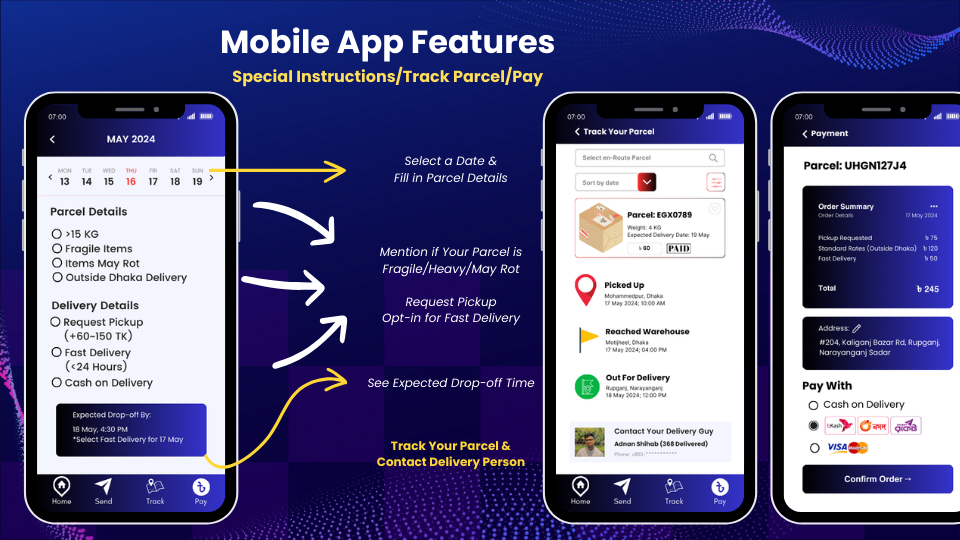 Mobile App Features
Special Instructions/Track Parcel/Pay
07:00
MAY 2024
MON TUE WED THU FRI SAT SUN
13 14 15 16 17 18 19
Parcel Details
>15 KG
Fragile Items
Items May Rot
Outside Dhaka Delivery
Delivery Details
Request Pickup
(+60~150 TK)
Fast Delivery
(<24 Hours)
Cash on Delivery
Expected Drop-off By:
18 May, 4:30 PM
*Select Fast Delivery for 17 May
Home Send Track Pay
Select a Date &
Fill in Parcel Details
Mention if Your Parcel is
Fragile/Heavy/May Rot
Request Pickup
Opt-in for Fast Delivery
See Expected Drop-off Time
Track Your Parcel &
Contact Delivery Person
07:00
Track Your Parcel
Select en-Route Parcel
Sort by date
Parcel: EGX0789
Weight: 4 KG
Expected Delivery Date: 19 May
৳ 60 PAID
Picked Up
Mohammedpur, Dhaka
17 May 2024; 10:00 AM
Reached Warehouse
Motijheel, Dhaka
17 May 2024; 04:00 PM
Out For Delivery
Rupganj, Narayanganj
18 May 2024; 12:00 PM
Contact Your Delivery Guy
Adnan Shihab (368 Delivered)
Phone: +880-***********
Home Send Track Pay
07:00
Payment
Parcel: UHGN127J4
Order Summary
Order Details 17 May 2024
Pickup Requested ৳ 75
Standard Rates (Outside Dhaka) ৳ 120
Fast Delivery ৳ 50
Total ৳ 245
Address:
#204, Kaliganj Bazar Rd, Rupganj,
Narayanganj Sadar
Pay With
Cash on Delivery
bKash নগদ
VISA MasterCard
Confirm Order→